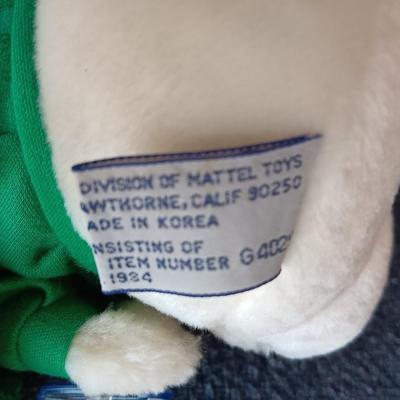 DIVISION OF MATTEL TOYS
AWTHORNE, CALIF 90250
ADE IN KOREA
NSISTING OF
ITEM NUMBER G402
1984